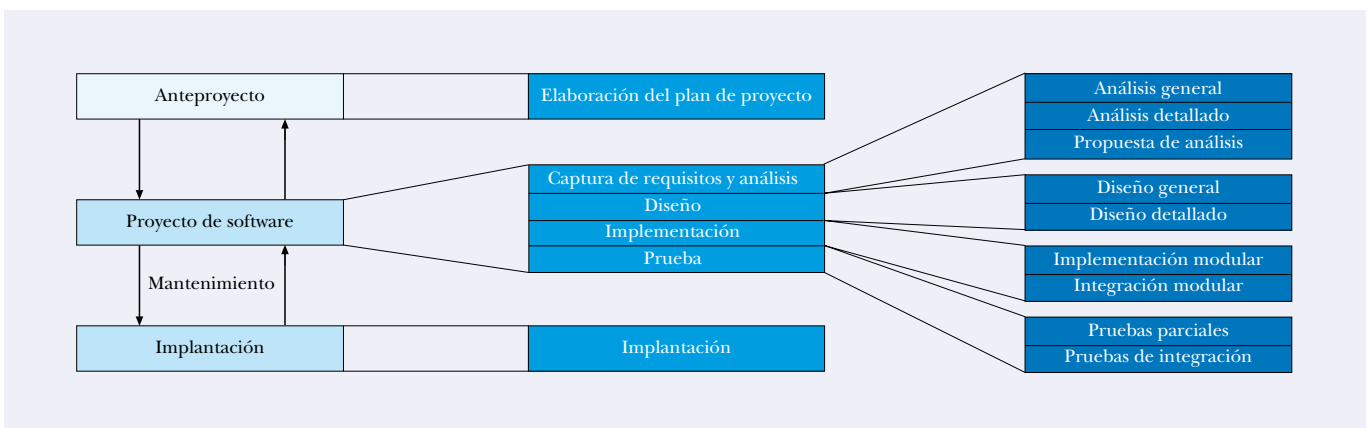 Anteproyecto
Elaboración del plan de proyecto
Análisis general
Análisis detallado
Propuesta de análisis
Captura de requisitos y análisis
Diseño
Implementación
Prueba
Diseño general
Diseño detallado
Proyecto de software
Implementación modular
Integración modular
Mantenimiento
Pruebas parciales
Pruebas de integración
Implantación
Implantación